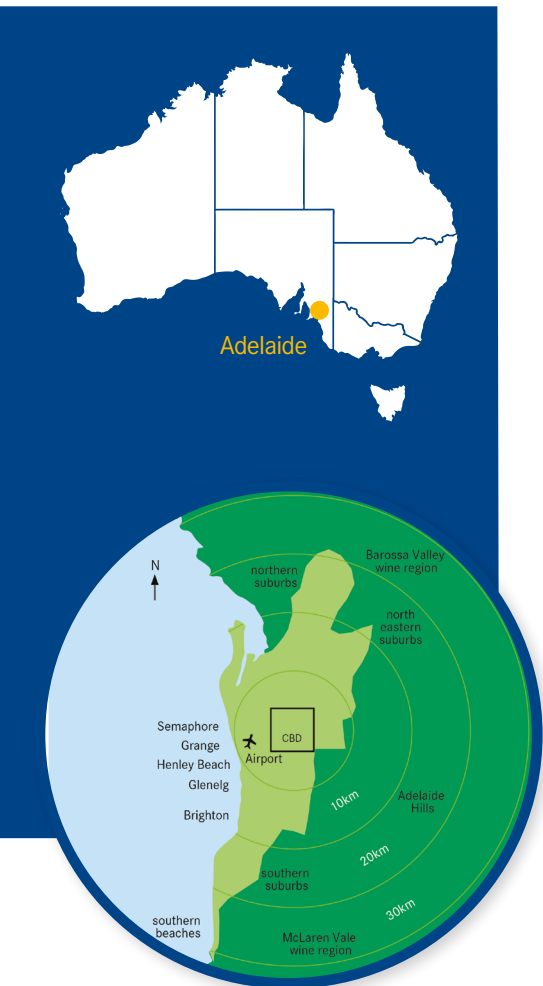 Adelaide
N
Barossa Valley
wine region
northern
suburbs
north
eastern
suburbs
Semaphore
Grange
Henley Beach
Glenelg
Brighton
CBD
Airport
10km
Adelaide
Hills
20km
southern
suburbs
30km
southern
beaches
McLaren Vale
wine region